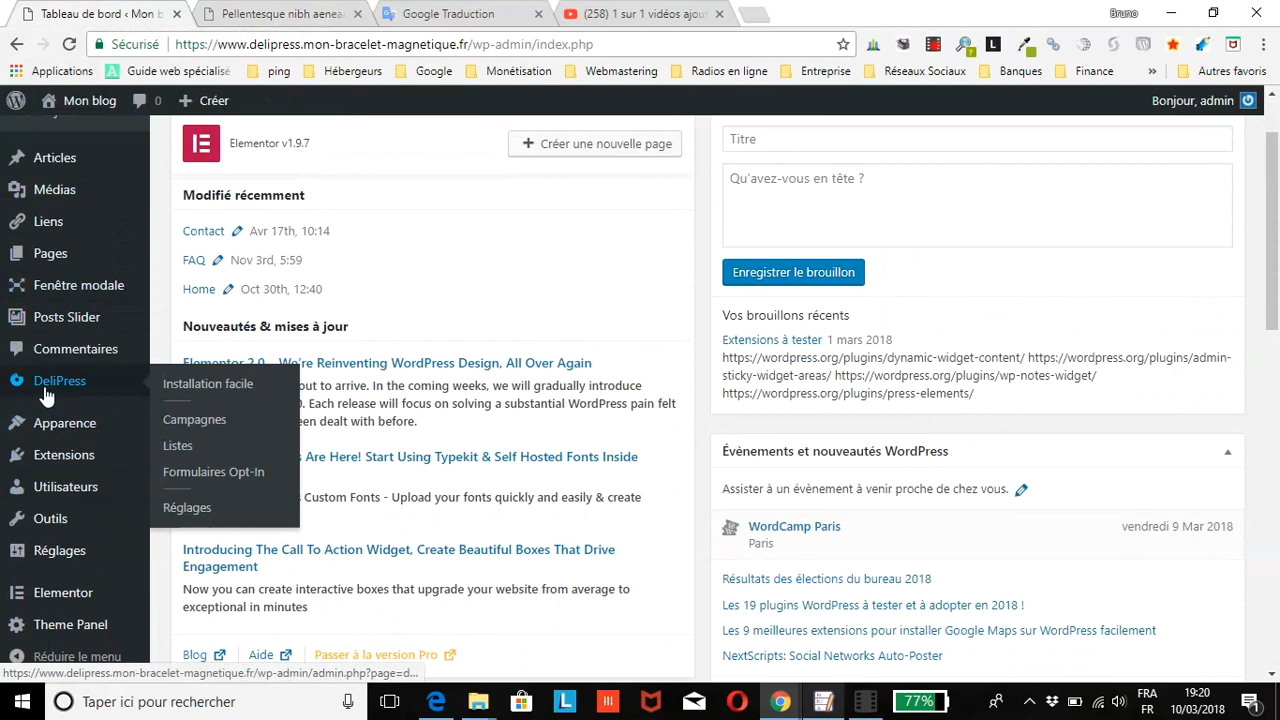 Tableau de bord ‹ Mon b
Pellentesque nibh aenea
Google Traduction
(258) 1 sur 1 vidéos ajout
Bruno
Sécurisé
https://www.delipress.mon-bracelet-magnetique.fr/wp-admin/index.php
Applications
Guide web spécialisé
ping
Hébergeurs
Google
Monétisation
Webmastering
Radios en ligne
Entreprise
Réseaux Sociaux
Banques
Finance
»
Autres favoris
Mon blog
0
+ Créer
Bonjour, admin
Articles
Médias
Liens
Pages
Fenêtre modale
Posts Slider
Commentaires
DeliPress
Apparence
Extensions
Utilisateurs
Outils
Réglages
Elementor
Theme Panel
Réduire le menu
Installation facile
Campagnes
Listes
Formulaires Opt-In
Réglages
Elementor v1.9.7
+ Créer une nouvelle page
Modifié récemment
Contact Avr 17th, 10:14
FAQ Nov 3rd, 5:59
Home Oct 30th, 12:40
Nouveautés & mises à jour
Elementor 2.0 – We're Reinventing WordPress Design, All Over Again
out to arrive. In the coming weeks, we will gradually introduce
0. Each release will focus on solving a substantial WordPress pain felt
een dealt with before.
s Are Here! Start Using Typekit & Self Hosted Fonts Inside
Custom Fonts - Upload your fonts quickly and easily & create
Introducing The Call To Action Widget, Create Beautiful Boxes That Drive
Engagement
Now you can create interactive boxes that upgrade your website from average to
exceptional in minutes
Blog
Aide
Passer à la version Pro
Titre
Qu'avez-vous en tête ?
Enregistrer le brouillon
Vos brouillons récents
Extensions à tester 1 mars 2018
https://wordpress.org/plugins/dynamic-widget-content/ https://wordpress.org/plugins/admin-
sticky-widget-areas/ https://wordpress.org/plugins/wp-notes-widget/
https://wordpress.org/plugins/press-elements/
Évènements et nouveautés WordPress
Assister à un évènement à venir proche de chez vous.
WordCamp Paris
vendredi 9 Mar 2018
Paris
Résultats des élections du bureau 2018
Les 19 plugins WordPress à tester et à adopter en 2018 !
Les 9 meilleures extensions pour installer Google Maps sur WordPress facilement
NextScripts: Social Networks Auto-Poster
https://www.delipress.mon-bracelet-magnetique.fr/wp-admin/admin.php?page=d...
Taper ici pour rechercher
77%
FRA
FR
19:20
10/03/2018